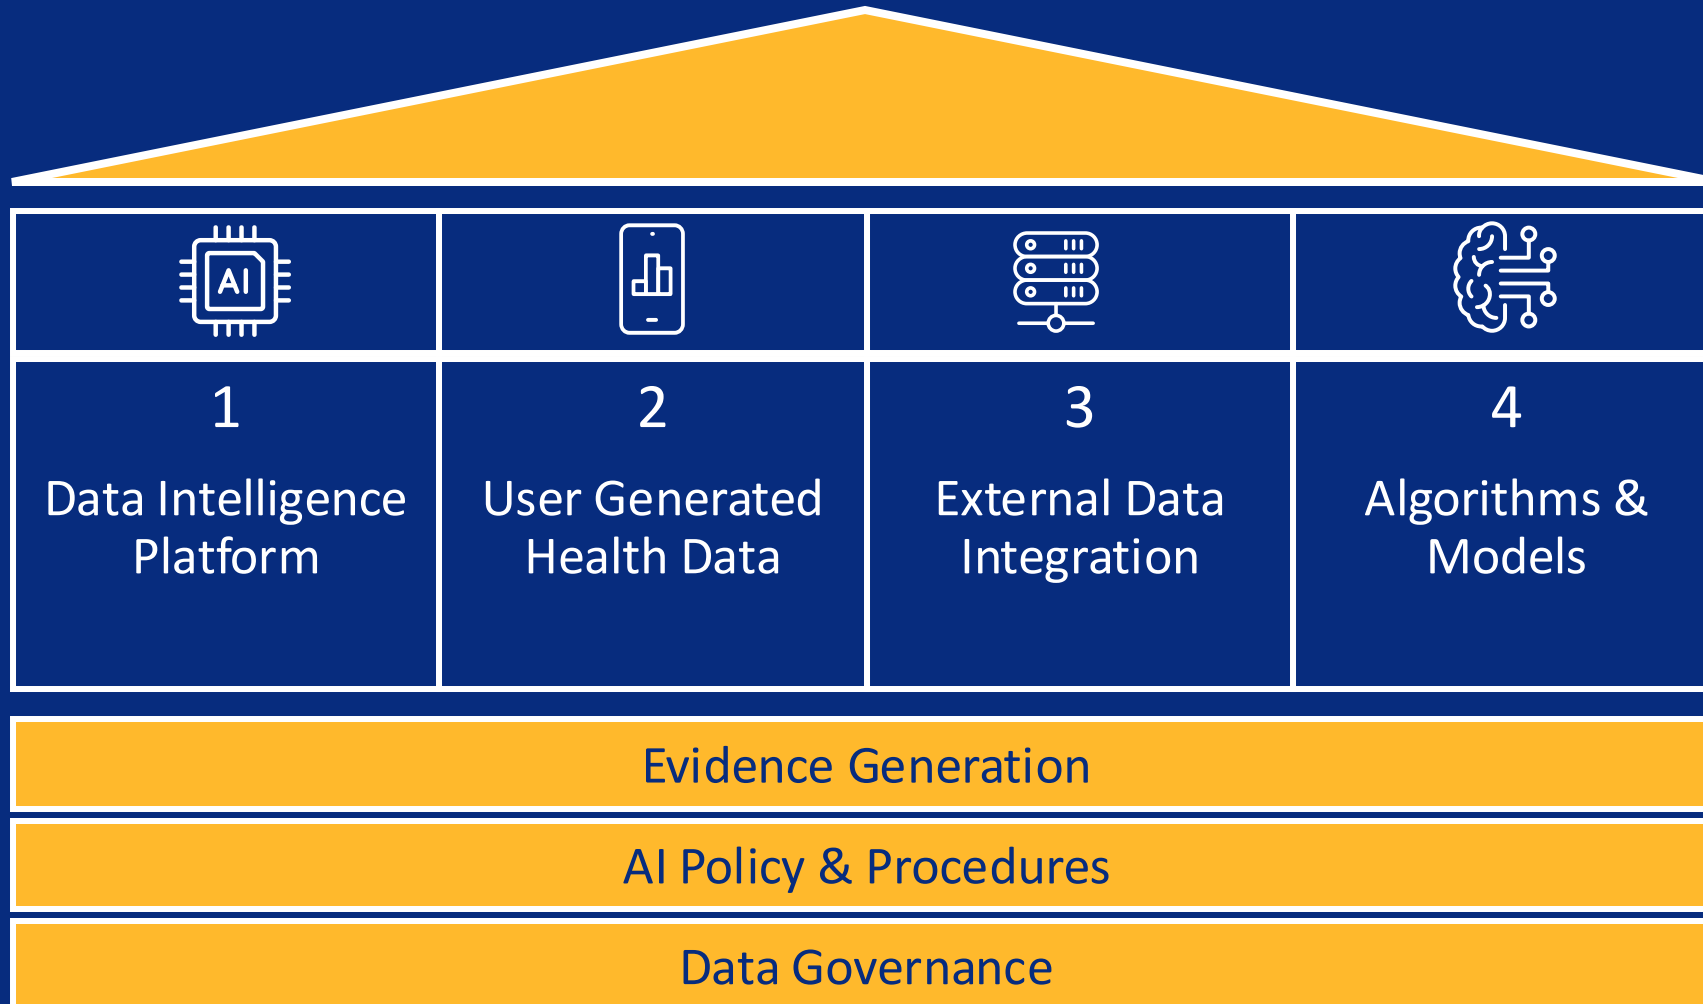 AI
1
2
3
4
Data Intelligence
Platform
User Generated
Health Data
External Data
Integration
Algorithms &
Models
Evidence Generation
AI Policy & Procedures
Data Governance